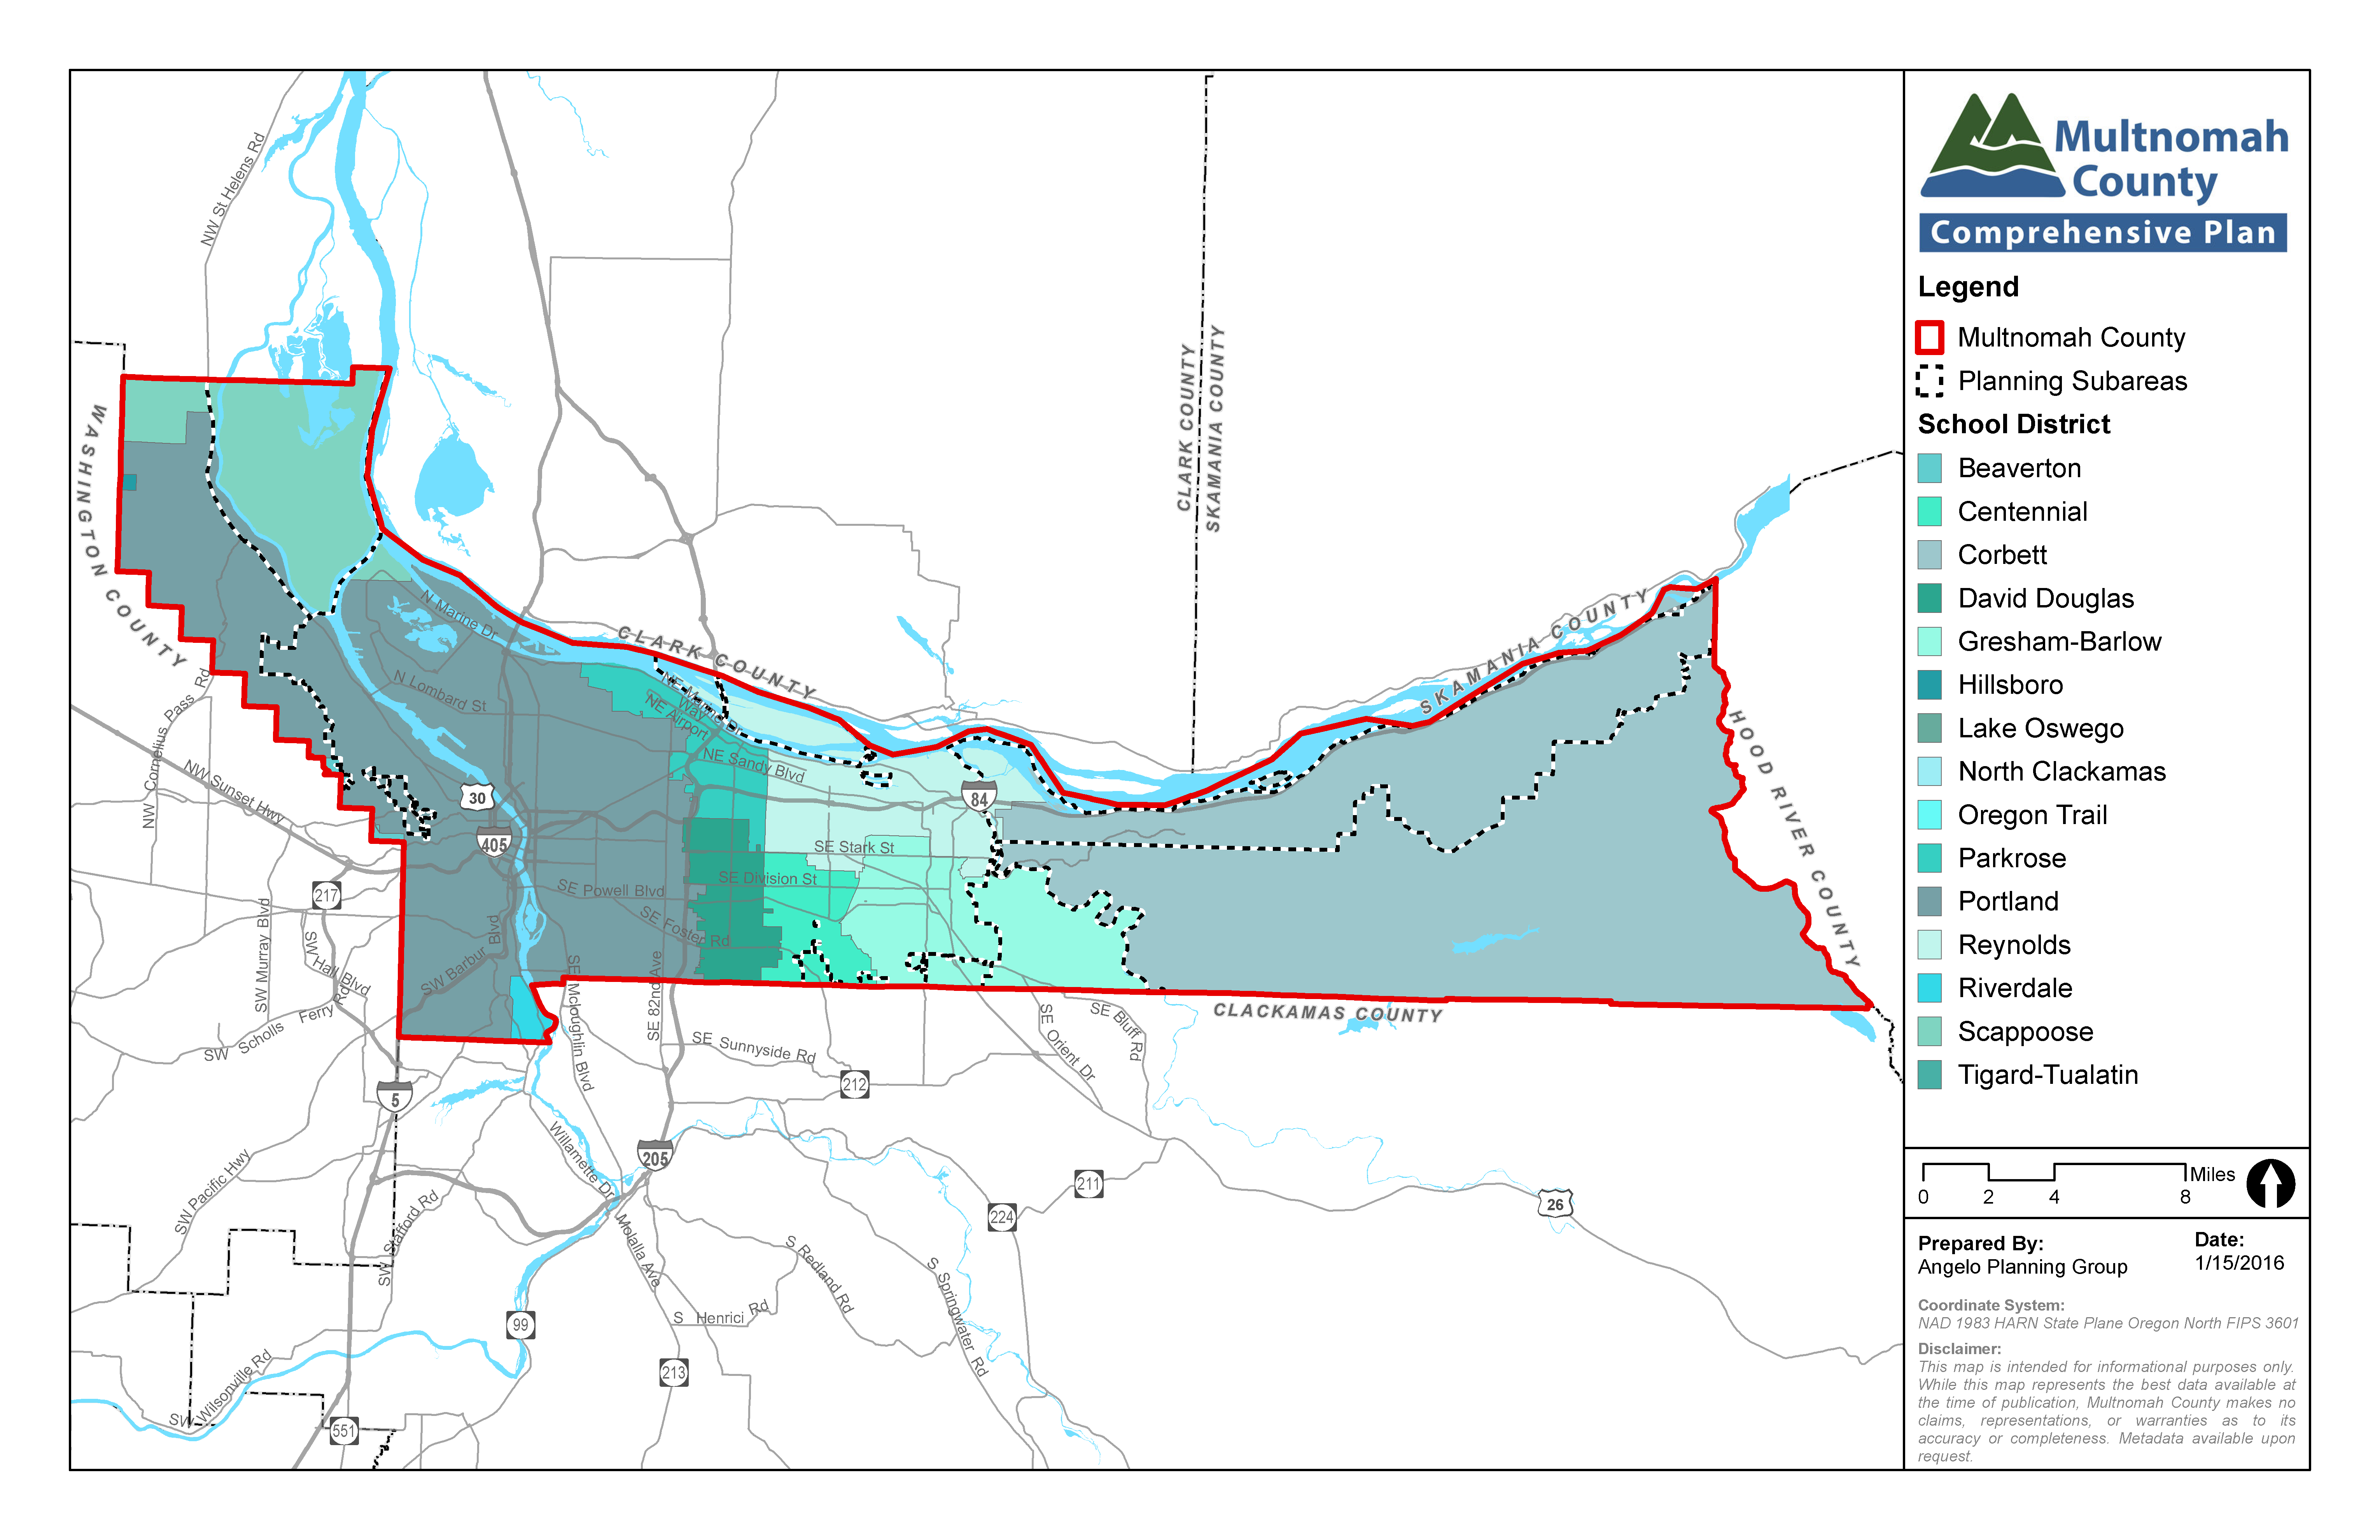 Multnomah
County
Comprehensive Plan
Legend
Multnomah County
Planning Subareas
School District
Beaverton
Centennial
Corbett
David Douglas
Gresham-Barlow
Hillsboro
Lake Oswego
North Clackamas
Oregon Trail
Parkrose
Portland
Reynolds
Riverdale
Scappoose
Tigard-Tualatin
0 2 4 8 Miles
Prepared By:
Angelo Planning Group
Date:
1/15/2016
Coordinate System:
NAD 1983 HARN State Plane Oregon North FIPS 3601
Disclaimer:
This map is intended for informational purposes only.
While this map represents the best data available at
the time of publication, Multnomah County makes no
claims, representations, or warranties as to its
accuracy or completeness. Metadata available upon
request.
NW St Helens Rd
WASHINGTON COUNTY
CLARK COUNTY
SKAMANIA COUNTY
CLARK COUNTY
SKAMANIA COUNTY
HOOD RIVER COUNTY
CLACKAMAS COUNTY
N Marine Dr
N Lombard St
NE Marine Dr
NE Airport Way
NE Sandy Blvd
NW Cornelius Pass Rd
NW Sunset Hwy
30
405
84
217
SE Stark St
SE Division St
SE Powell Blvd
SE Foster Rd
SW Murray Blvd
SW Hall Blvd
SW Barbur Blvd
SW Scholls Ferry Rd
SE Mcloughlin Blvd
SE 82nd Ave
SE Sunnyside Rd
SE Orient Dr
SE Bluff Rd
212
5
205
Willamette Dr
SW Pacific Hwy
SW Stafford Rd
Molalla Ave
211
224
26
S Redland Rd
S Springwater Rd
S Henrici Rd
99
213
SW Wilsonville Rd
551